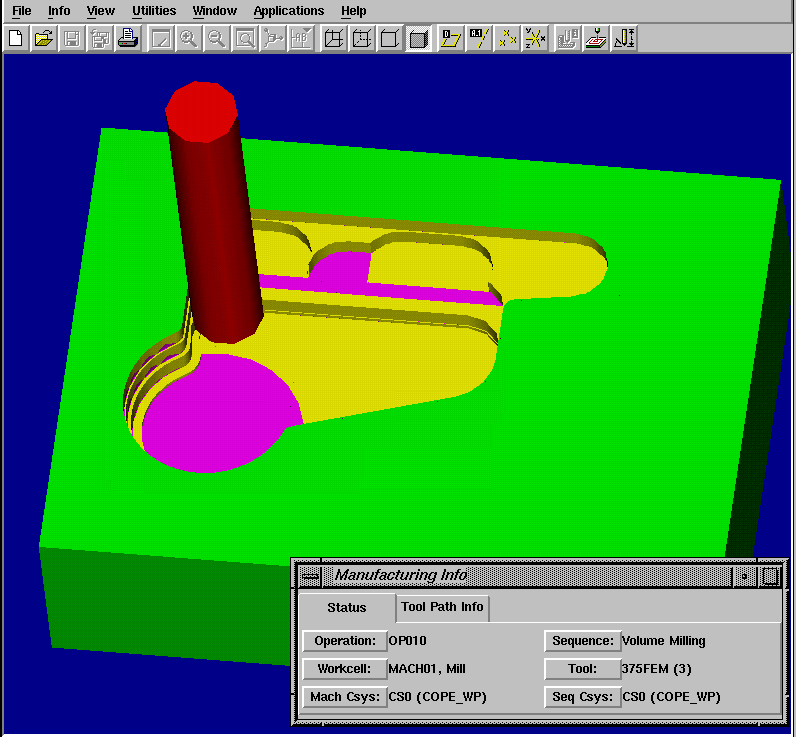 File Info View Utilities Window Applications Help
Manufacturing Info
Status Tool Path Info
Operation: OP010 Sequence: Volume Milling
Workcell: MACH01, Mill Tool: 375FEM (3)
Mach Csys: CS0 (COPE_WP) Seq Csys: CS0 (COPE_WP)